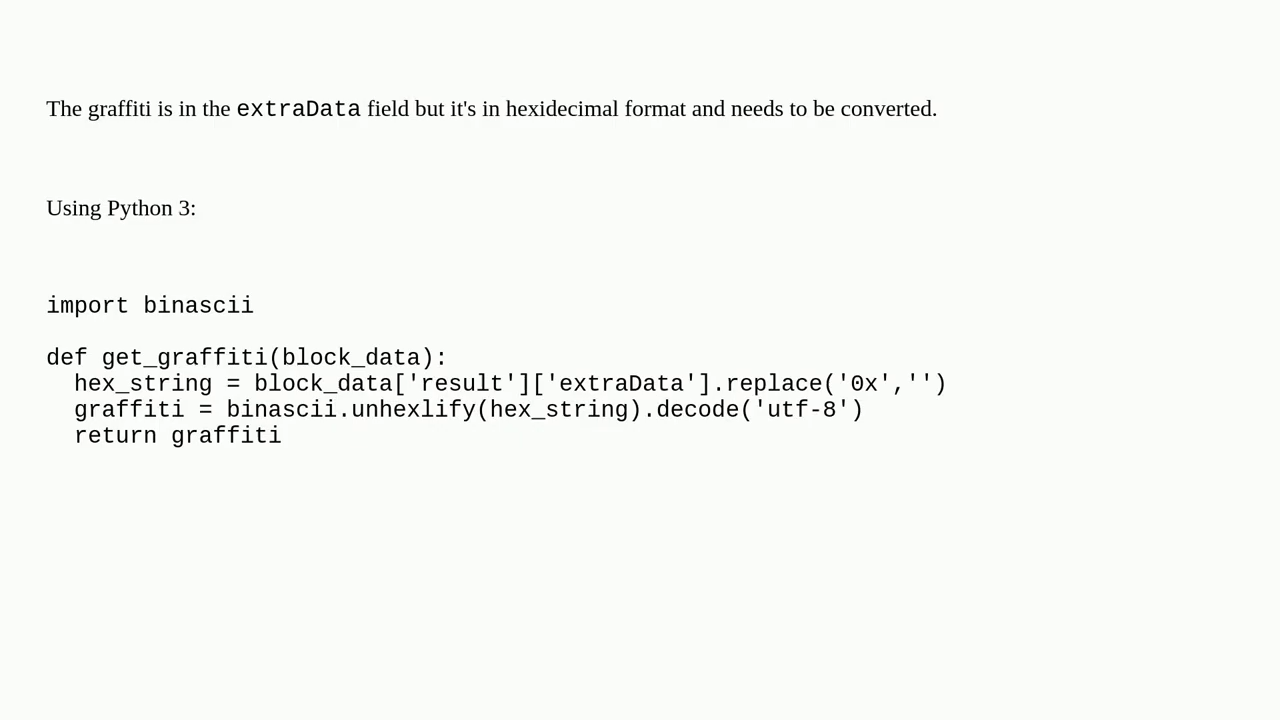 The graffiti is in the extraData field but it's in hexidecimal format and needs to be converted.
Using Python 3:
import binascii
def get_graffiti(block_data):
  hex_string = block_data['result']['extraData'].replace('0x','')
  graffiti = binascii.unhexlify(hex_string).decode('utf-8')
  return graffiti